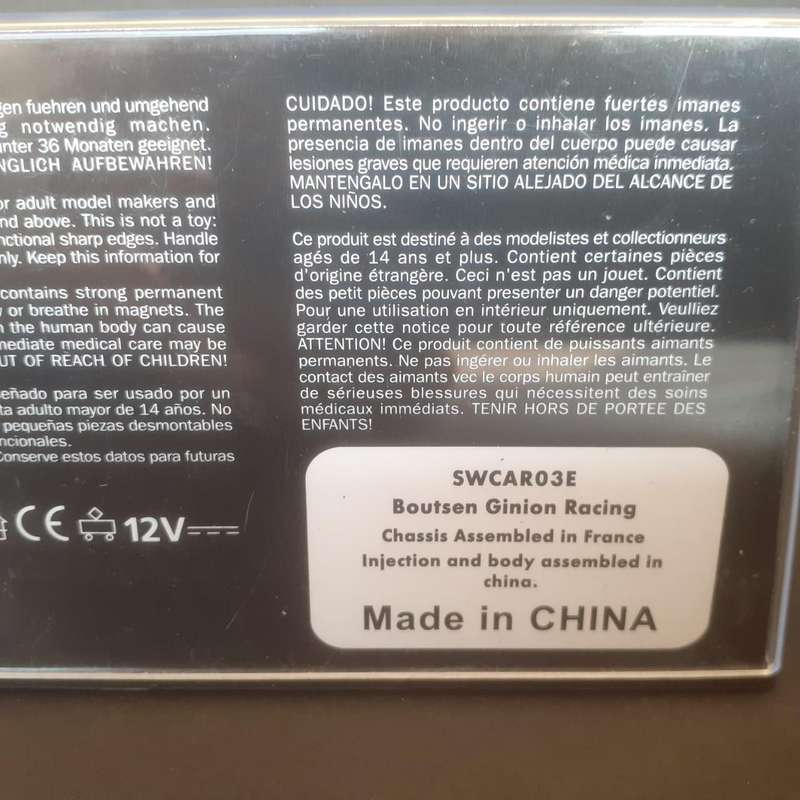 gen fuehren und umgehend
g notwendig machen.
unter 36 Monaten geeignet.
NGLICH AUFBEWAHREN!
or adult model makers and
nd above. This is not a toy:
nctional sharp edges. Handle
nly. Keep this information for
contains strong permanent
w or breathe in magnets. The
n the human body can cause
mediate medical care may be
UT OF REACH OF CHILDREN!
eñado para ser usado por un
ta adulto mayor de 14 años. No
pequeñas piezas desmontables
ncionales.
Conserve estos datos para futuras
CE 12V
CUIDADO! Este producto contiene fuertes imanes
permanentes. No ingerir o inhalar los imanes. La
presencia de imanes dentro del cuerpo puede causar
lesiones graves que requieren atención médica inmediata.
MANTENGALO EN UN SITIO ALEJADO DEL ALCANCE DE
LOS NIÑOS.
Ce produit est destiné à des modelistes et collectionneurs
agés de 14 ans et plus. Contient certaines pièces
d'origine étrangère. Ceci n'est pas un jouet. Contient
des petit pièces pouvant presenter un danger potentiel.
Pour une utilisation en intérieur uniquement. Veulliez
garder cette notice pour toute référence ultérieure.
ATTENTION! Ce produit contient de puissants aimants
permanents. Ne pas ingérer ou inhaler les aimants. Le
contact des aimants vec le corps humain peut entraîner
de sérieuses blessures qui nécessitent des soins
médicaux immédiats. TENIR HORS DE PORTEE DES
ENFANTS!
SWCAR03E
Boutsen Ginion Racing
Chassis Assembled in France
Injection and body assembled in
china.
Made in CHINA